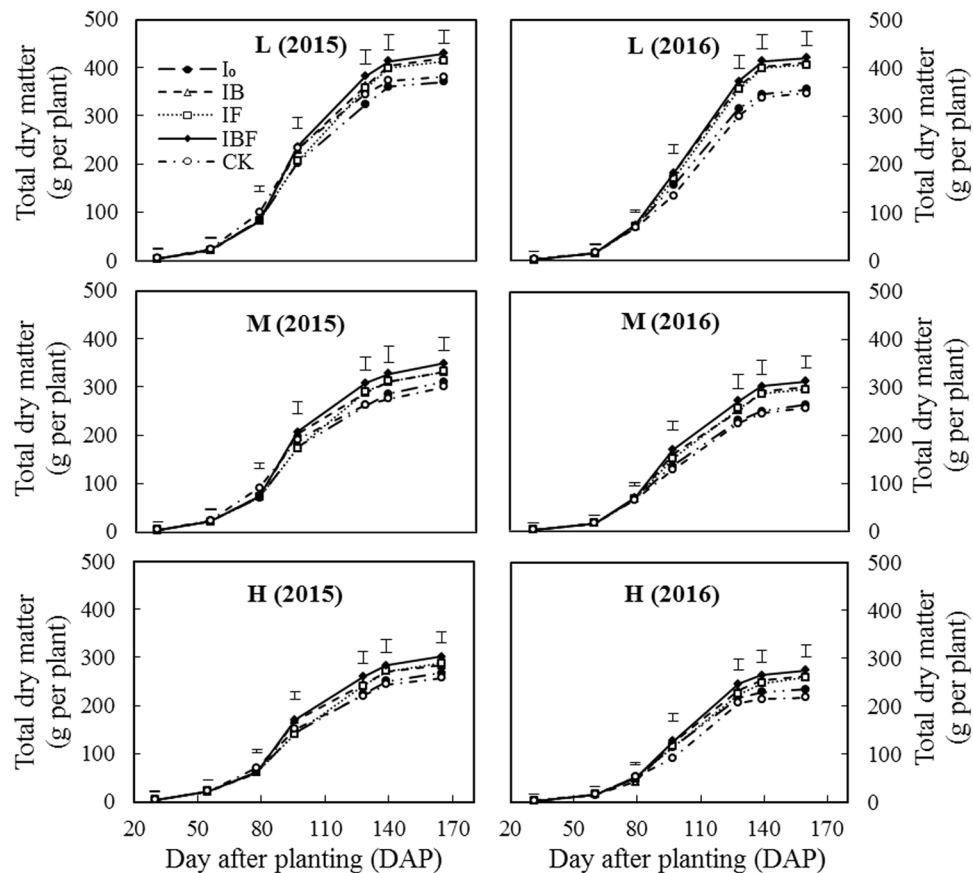 500
400
300
200
100
0
Total dry matter
(g per plant)
L (2015)
I₀
IB
IF
IBF
CK
L (2016)
500
400
300
200
100
0
Total dry matter
(g per plant)
500
400
300
200
100
0
Total dry matter
(g per plant)
M (2015)
M (2016)
500
400
300
200
100
0
Total dry matter
(g per plant)
500
400
300
200
100
0
Total dry matter
(g per plant)
H (2015)
H (2016)
500
400
300
200
100
0
Total dry matter
(g per plant)
20 50 80 110 140 170
20 50 80 110 140 170
Day after planting (DAP)
Day after planting (DAP)